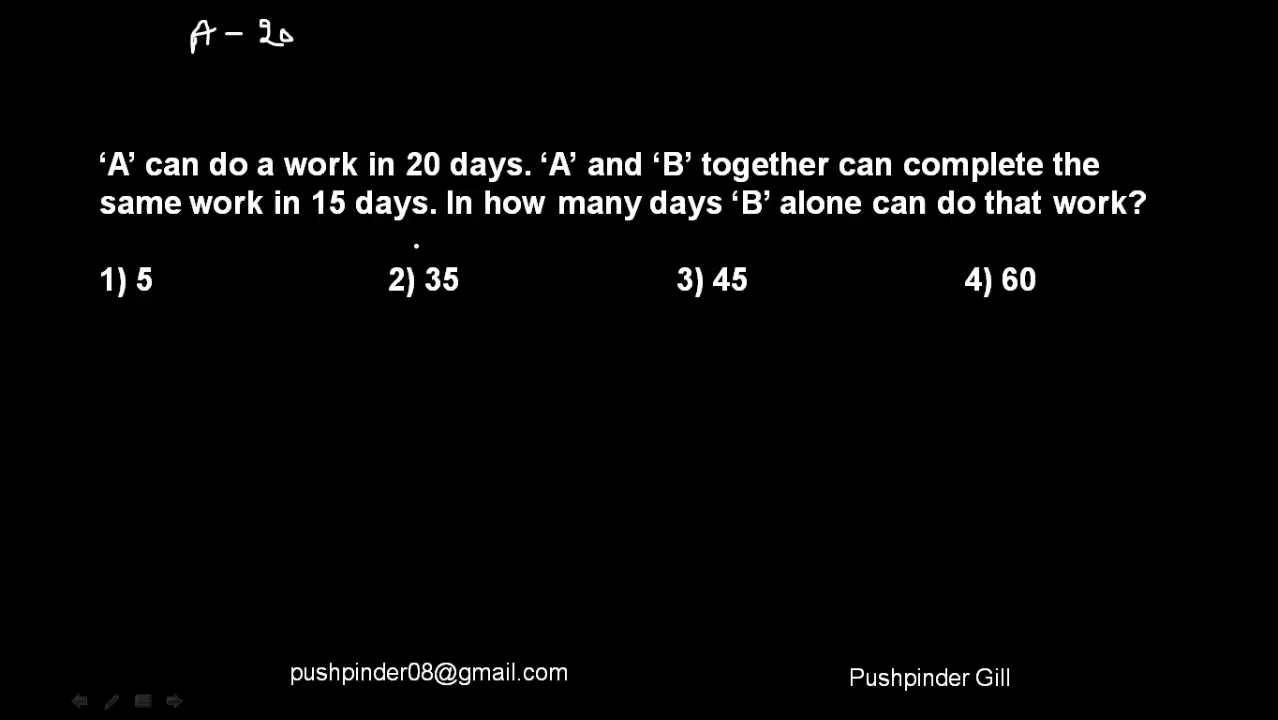 A - 20
‘A’ can do a work in 20 days. ‘A’ and ‘B’ together can complete the
same work in 15 days. In how many days ‘B’ alone can do that work?
1) 5 2) 35 3) 45 4) 60
pushpinder08@gmail.com Pushpinder Gill